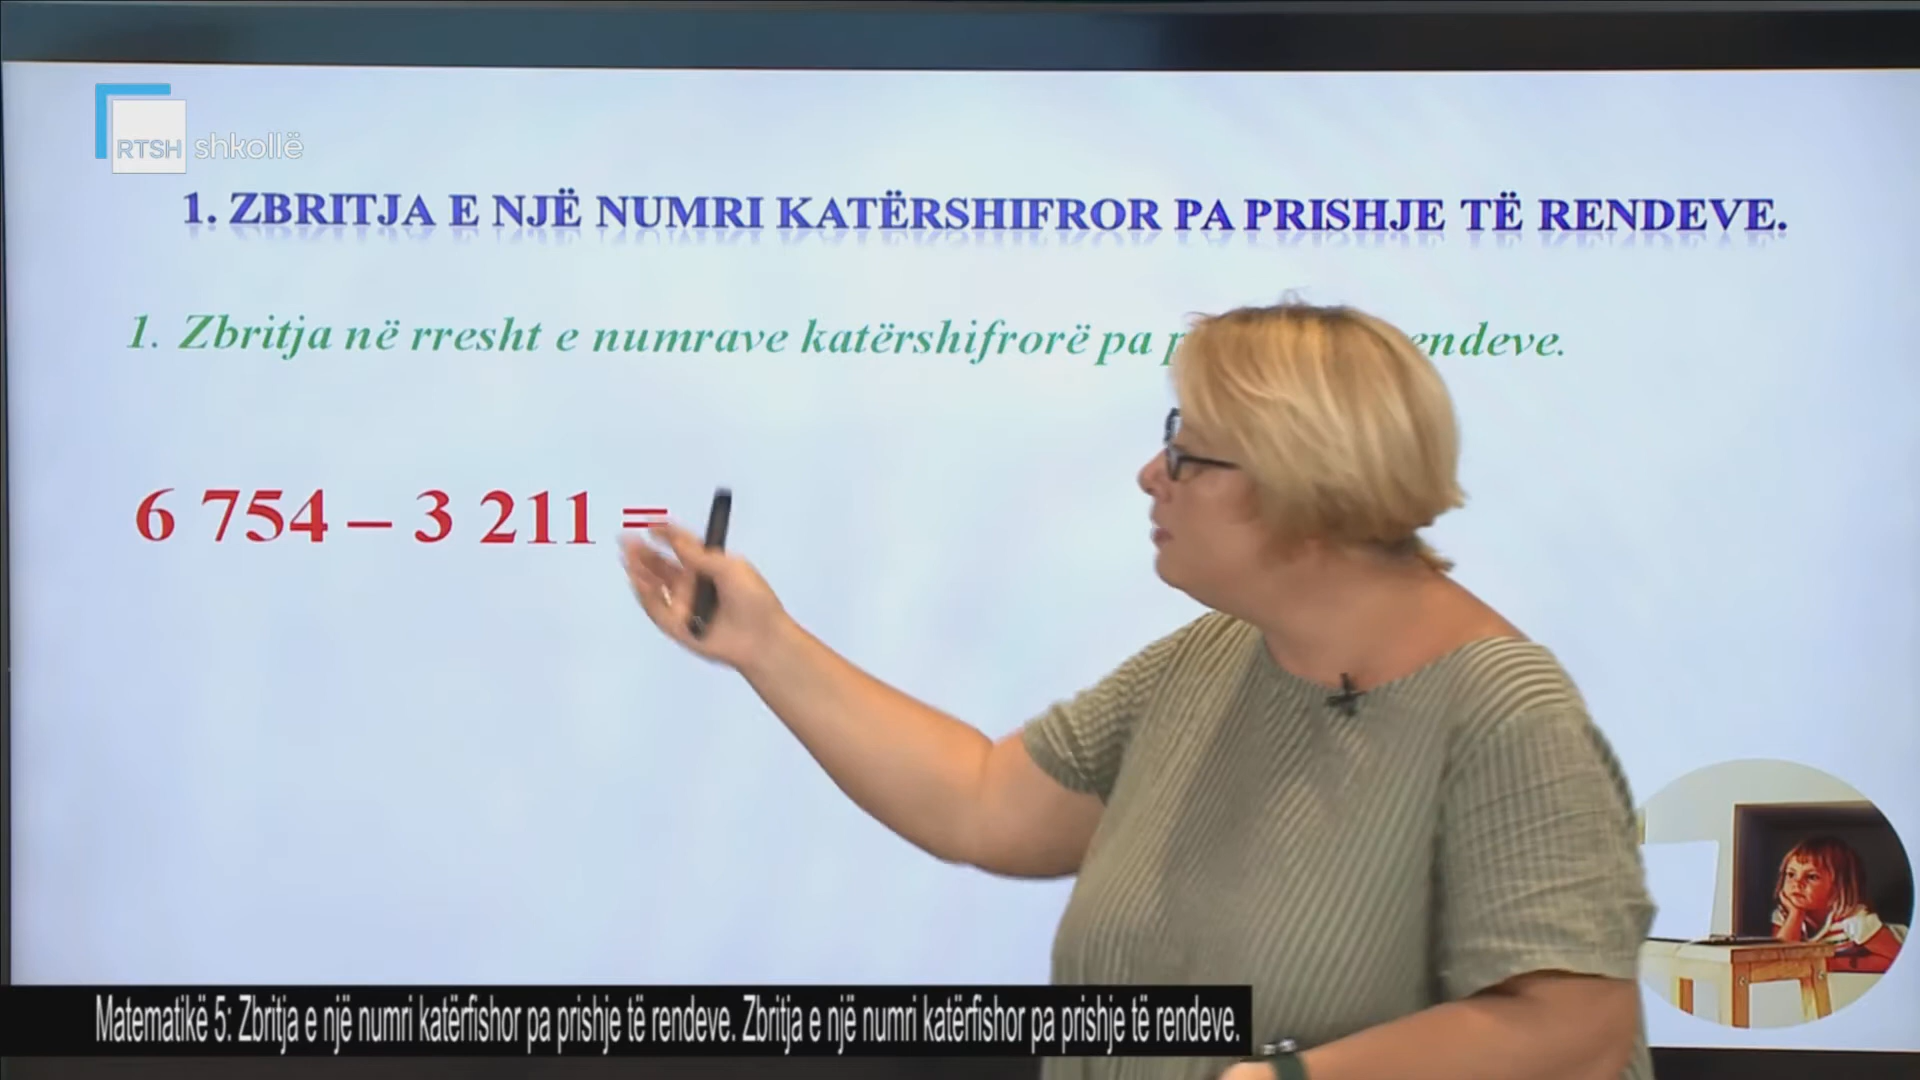 RTSH shkollë
1. ZBRITJA E NJË NUMRI KATËRSHIFROR PA PRISHJE TË RENDEVE.
1. Zbritja në rresht e numrave katërshifrorë pa endeve.
6 754 – 3 211 =
Matematikë 5: Zbritja e një numri katërfishor pa prishje të rendeve. Zbritja e një numri katërfishor pa prishje të rendeve.